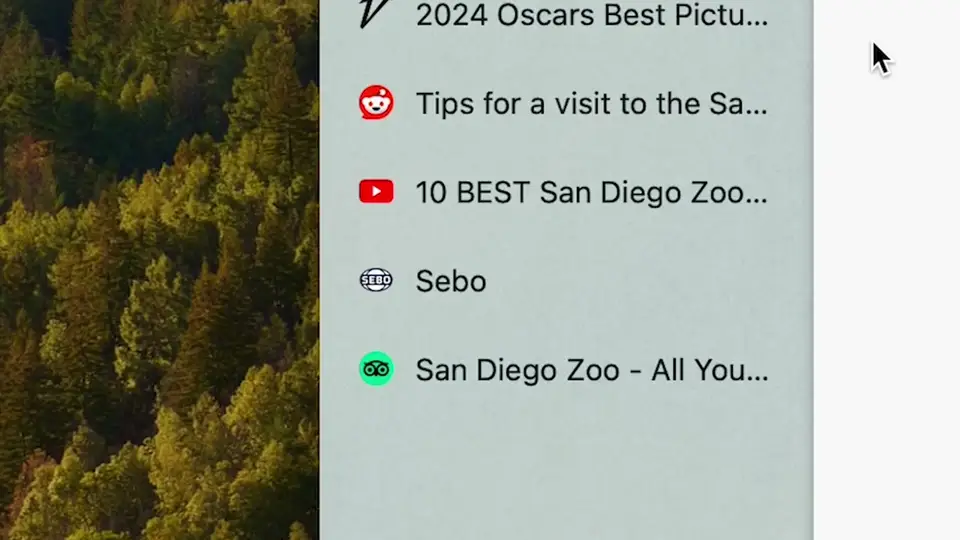 2024 Oscars Best Pictu...
Tips for a visit to the Sa...
10 BEST San Diego Zoo...
SEBO
Sebo
San Diego Zoo - All You...